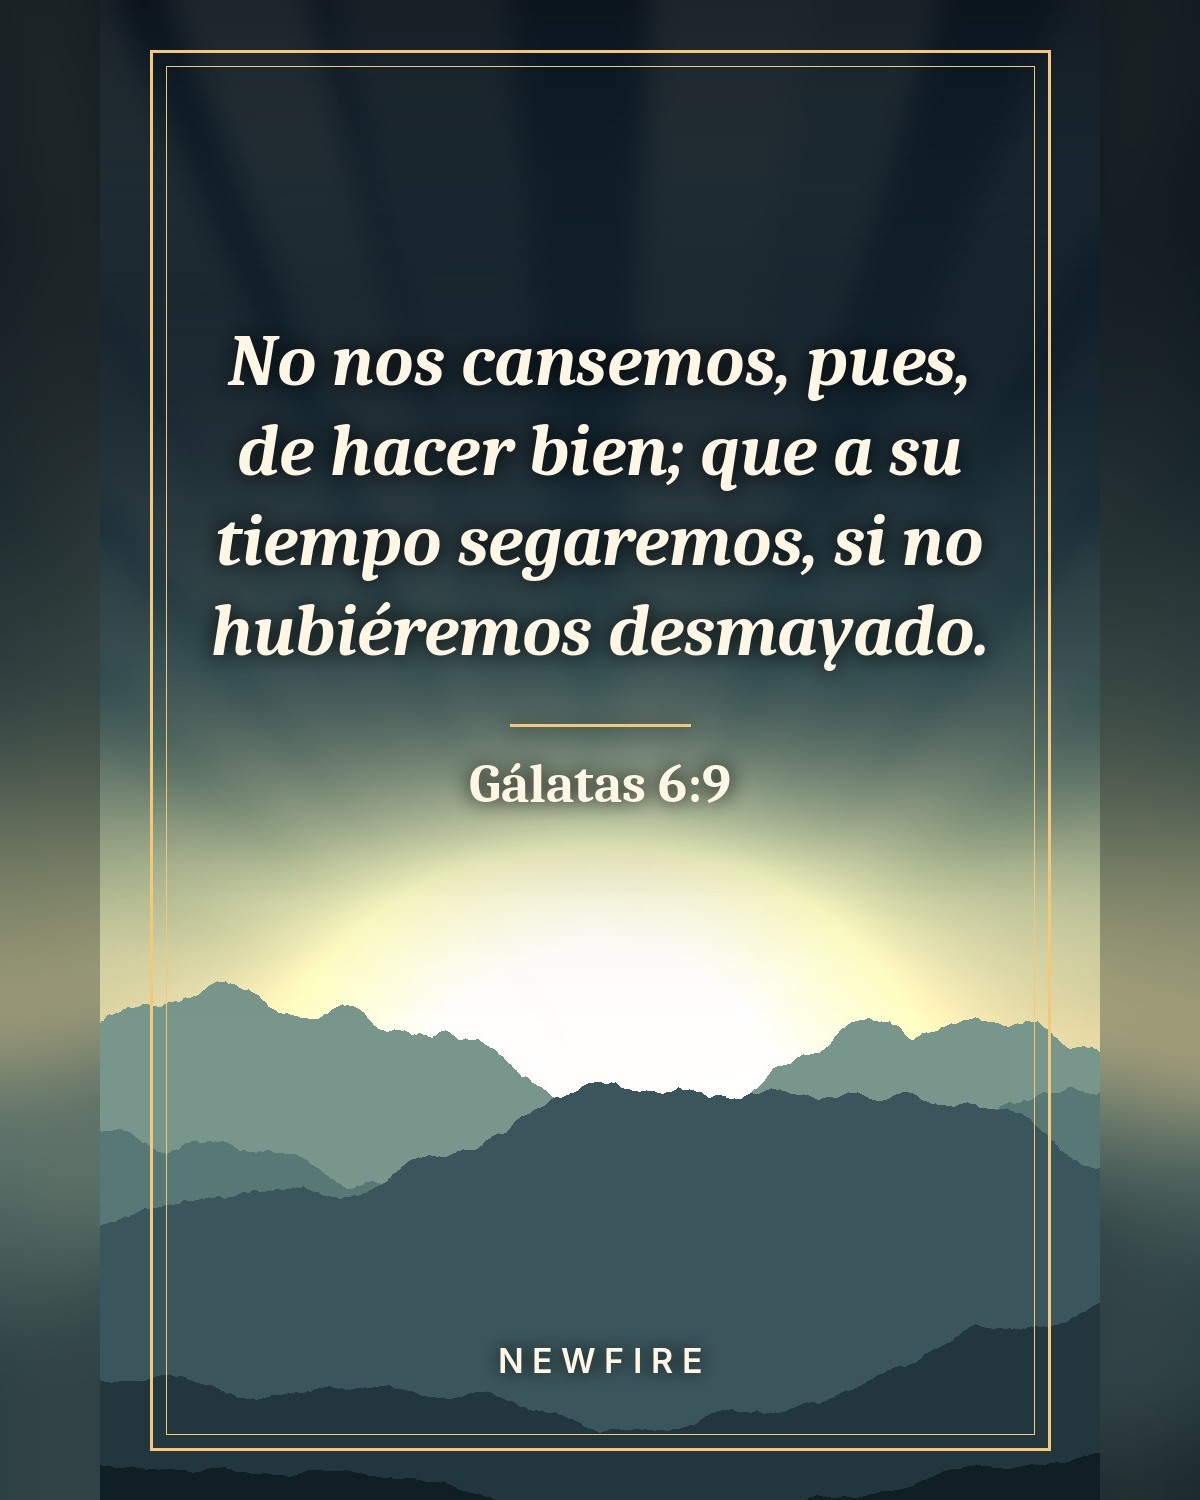 No nos cansemos, pues,
de hacer bien; que a su
tiempo segaremos, si no
hubiéremos desmayado.
Gálatas 6:9
NEWFIRE